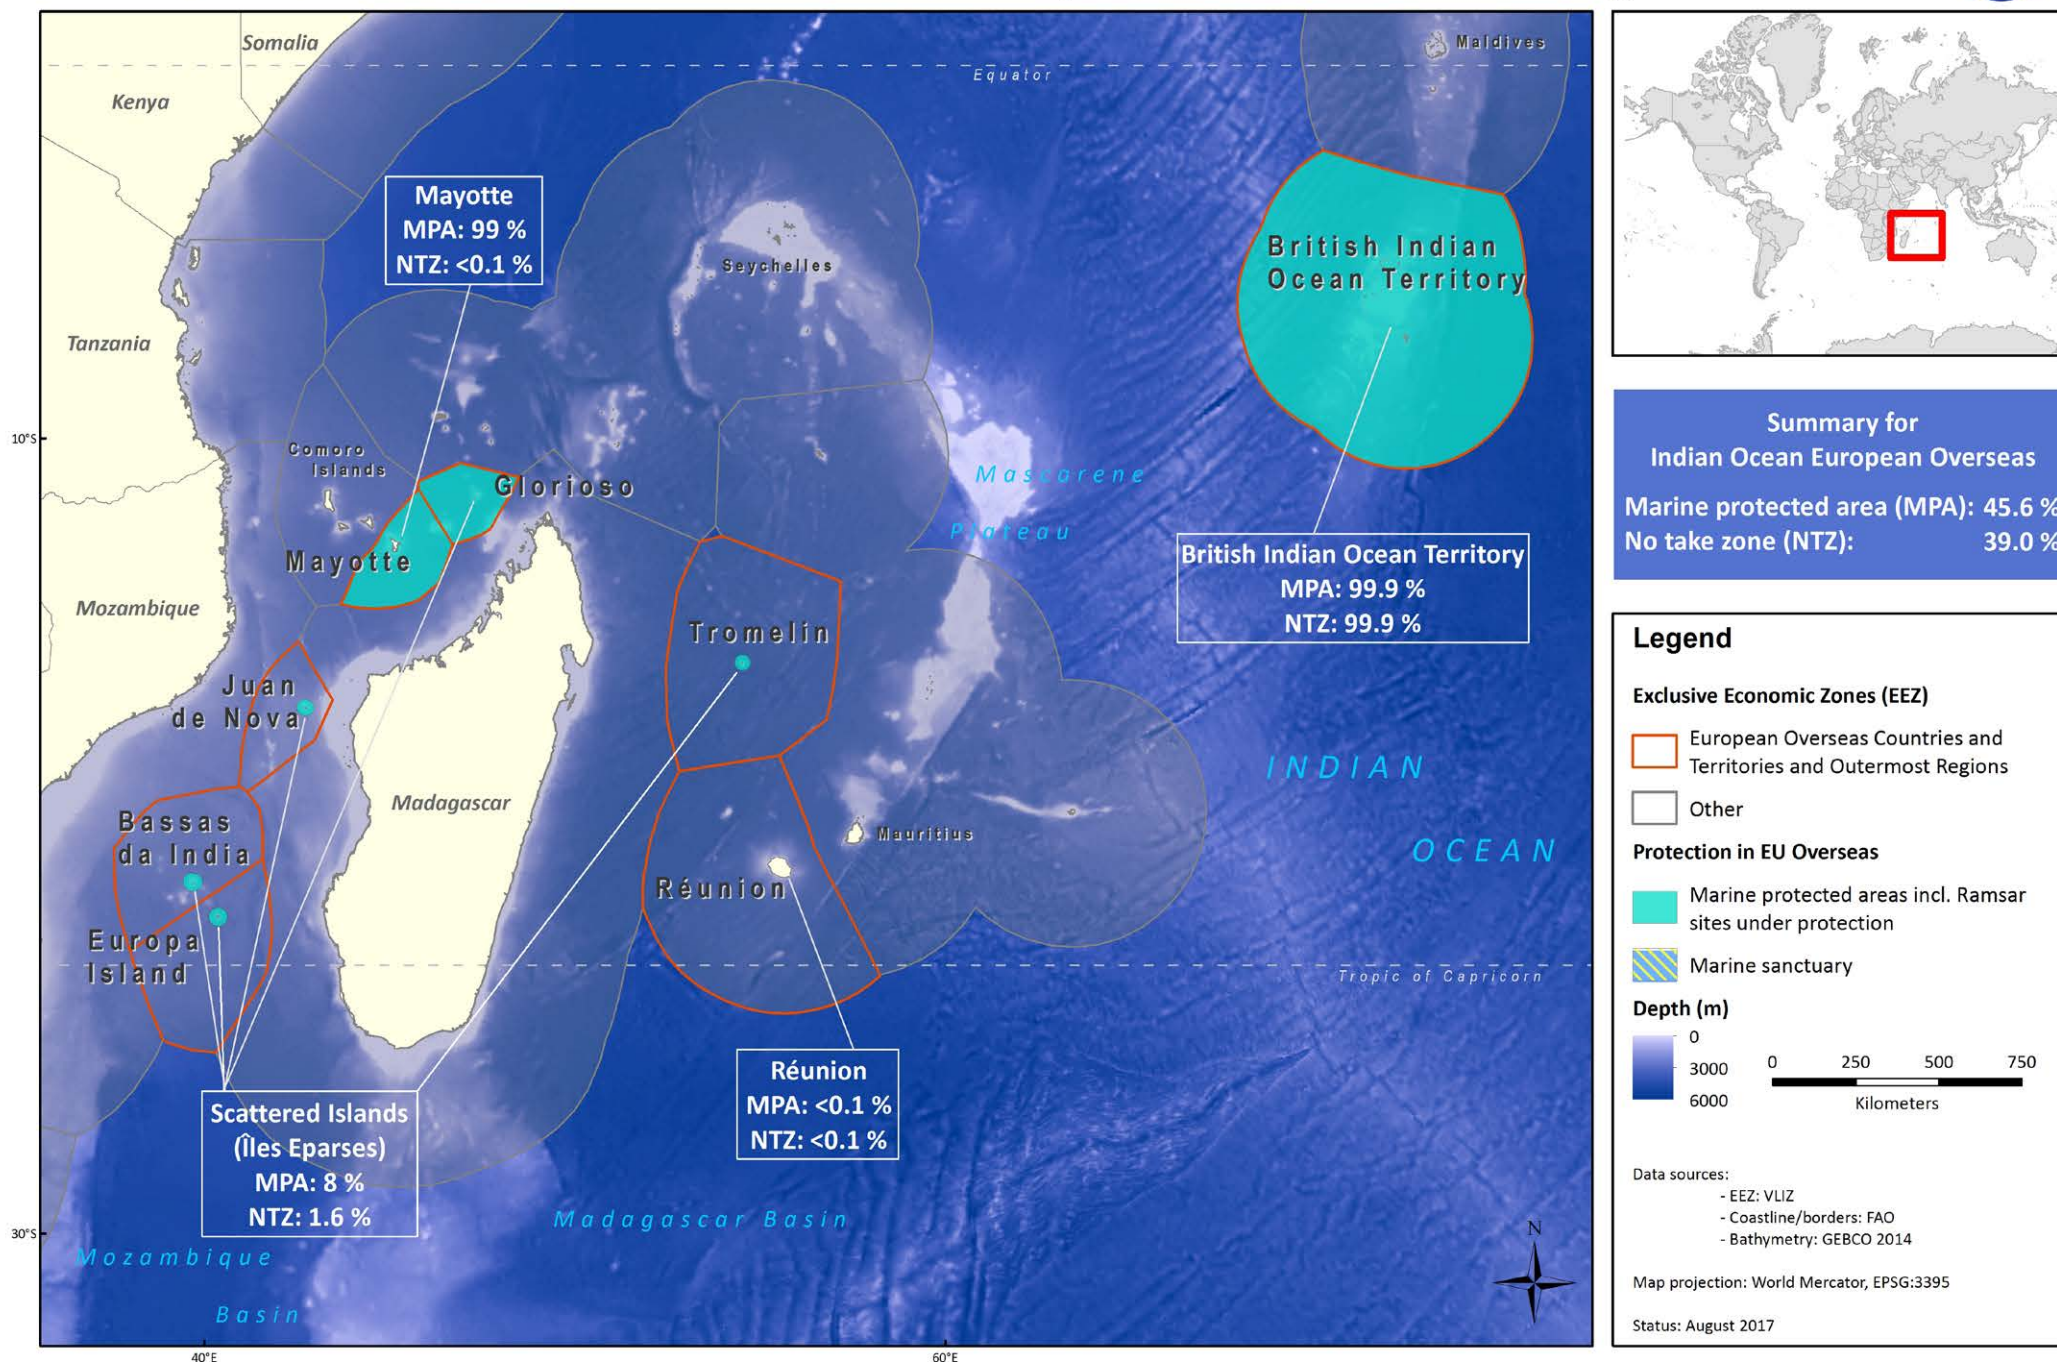 Somalia
Kenya
Equator
Maldives
Mayotte
MPA: 99 %
NTZ: <0.1 %
Seychelles
British Indian
Ocean Territory
Tanzania
10°S
Comoro
Islands
Glorioso
Mascarene
Plateau
Mayotte
British Indian Ocean Territory
MPA: 99.9 %
NTZ: 99.9 %
Mozambique
Tromelin
Juan
de Nova
INDIAN
OCEAN
Madagascar
Bassas
da India
Mauritius
Réunion
Europa
Island
Tropic of Capricorn
Réunion
MPA: <0.1 %
NTZ: <0.1 %
Scattered Islands
(Îles Eparses)
MPA: 8 %
NTZ: 1.6 %
Madagascar Basin
30°S
Mozambique
Basin
N
40°E
60°E
Summary for
Indian Ocean European Overseas
Marine protected area (MPA): 45.6 %
No take zone (NTZ): 39.0 %
Legend
Exclusive Economic Zones (EEZ)
European Overseas Countries and
Territories and Outermost Regions
Other
Protection in EU Overseas
Marine protected areas incl. Ramsar
sites under protection
Marine sanctuary
Depth (m)
0
3000
6000
0 250 500 750
Kilometers
Data sources:
- EEZ: VLIZ
- Coastline/borders: FAO
- Bathymetry: GEBCO 2014
Map projection: World Mercator, EPSG:3395
Status: August 2017